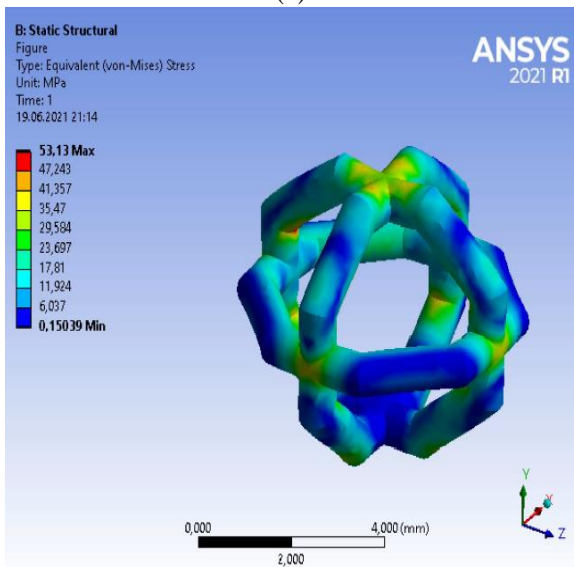 B: Static Structural
Figure
Type: Equivalent (von-Mises) Stress
Unit: MPa
Time: 1
19.06.2021 21:14
ANSYS
2021 R1
53,13 Max
47,243
41,357
35,47
29,584
23,697
17,81
11,924
6,037
0,15039 Min
Y
X
Z
0,000
4,000 (mm)
2,000